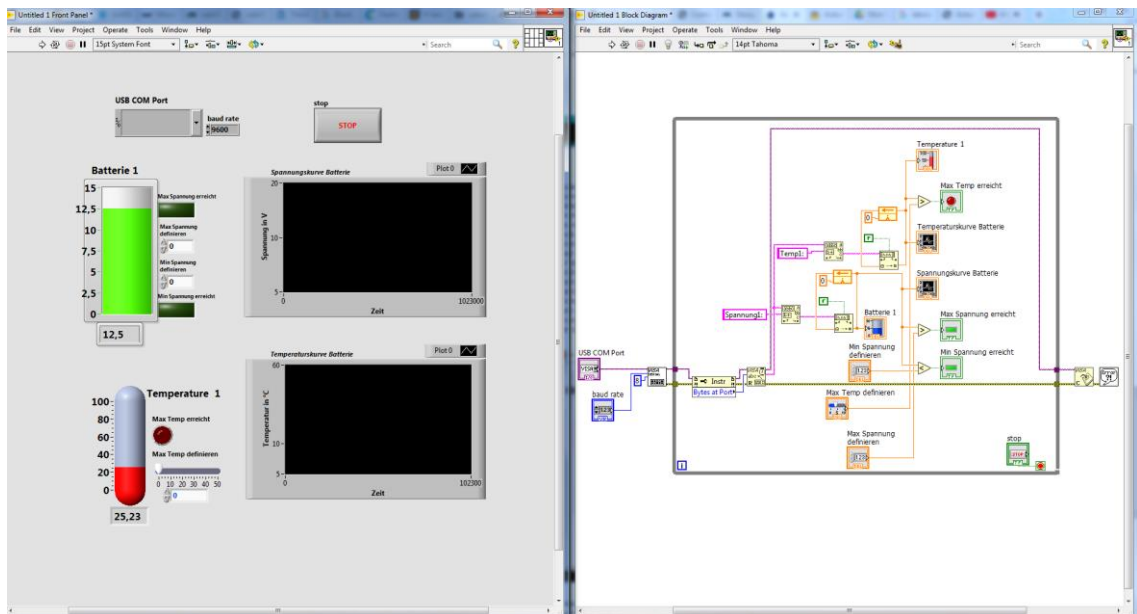 Untitled 1 Front Panel *
File Edit View Project Operate Tools Window Help
15pt System Font
Search
USB COM Port
baud rate
9600
stop
STOP
Batterie 1
15
12,5
10
7,5
5
2,5
0
12,5
Max Spannung erreicht
Max Spannung
definieren
0
Min Spannung
definieren
0
Min Spannung erreicht
Spannungskurve Batterie
Plot 0
Spannung in V
20
10
5
0
1023000
Zeit
Temperature 1
100
80
60
40
20
0
25,23
Max Temp erreicht
Max Temp definieren
0 10 20 30 40 50
0
Temperaturskurve Batterie
Plot 0
Temperatur in °C
60
10
5
0
102300
Zeit
Untitled 1 Block Diagram *
File Edit View Project Operate Tools Window Help
14pt Tahoma
Search
Temperature 1
Max Temp erreicht
0
Temperaturskurve Batterie
F
Temp1:
Spannungskurve Batterie
0
F
Spannung1:
Batterie 1
Max Spannung erreicht
Min Spannung
definieren
Min Spannung erreicht
USB COM Port
8
Instr
Bytes at Port
baud rate
Max Temp definieren
Max Spannung
definieren
stop
STOP
i